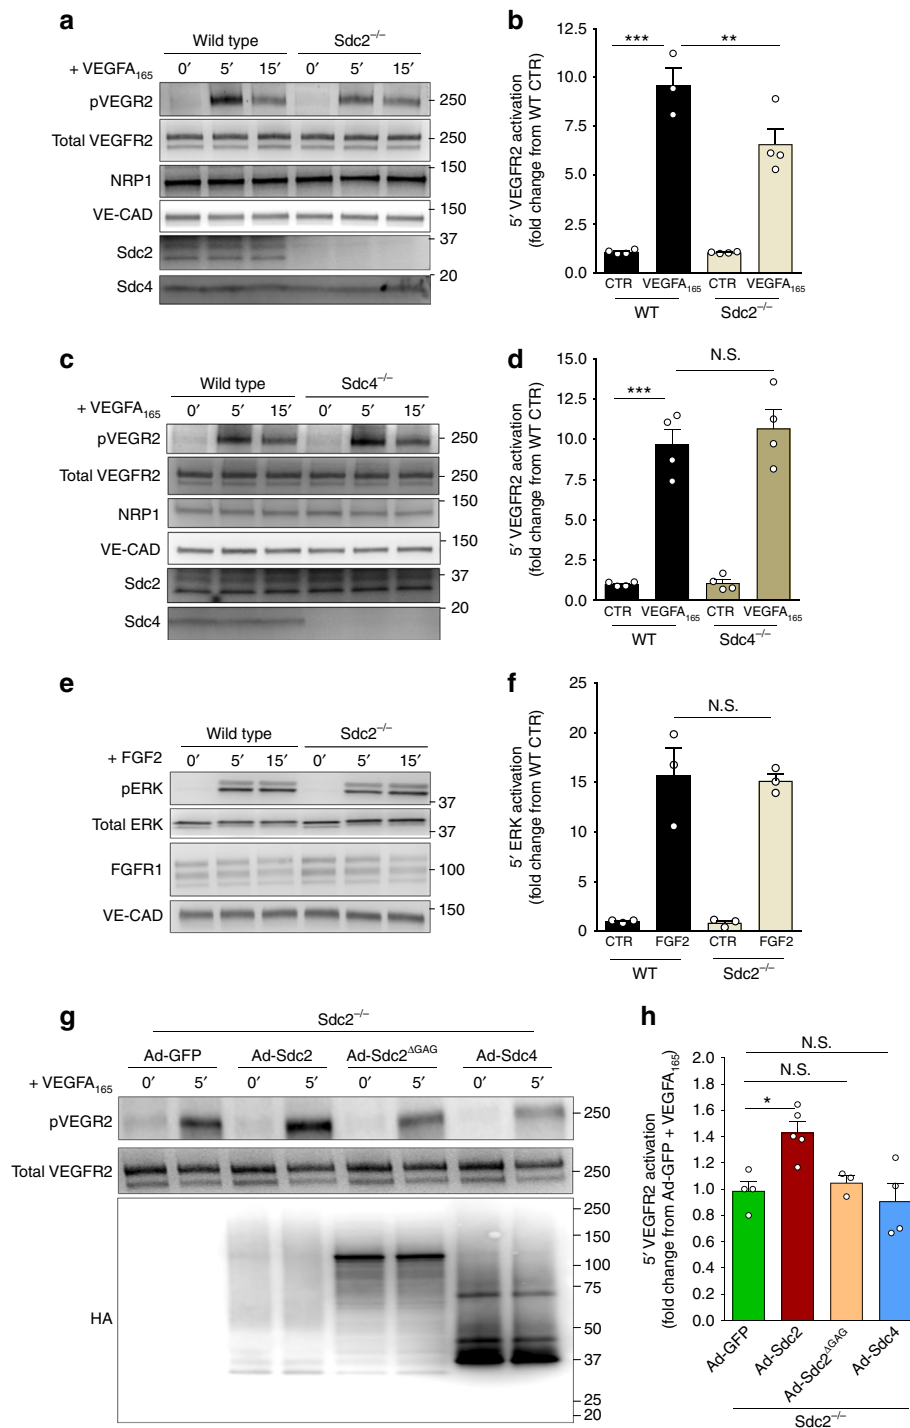 a
Wild type Sdc2−/−
+ VEGFA165 0′ 5′ 15′ 0′ 5′ 15′
pVEGR2 250
Total VEGFR2 250
NRP1 150
VE-CAD 150
Sdc2 37
Sdc4 20
b
5′ VEGFR2 activation
(fold change from WT CTR)
12.5
10.0
7.5
5.0
2.5
0.0
*** **
CTR VEGFA165 CTR VEGFA165
WT Sdc2−/−
c
Wild type Sdc4−/−
+ VEGFA165 0′ 5′ 15′ 0′ 5′ 15′
pVEGR2 250
Total VEGFR2 250
NRP1 150
VE-CAD 150
Sdc2 37
Sdc4 20
d
5′ VEGFR2 activation
(fold change from WT CTR)
15.0
12.5
10.0
7.5
5.0
2.5
0.0
N.S.
***
CTR VEGFA165 CTR VEGFA165
WT Sdc4−/−
e
Wild type Sdc2−/−
+ FGF2 0′ 5′ 15′ 0′ 5′ 15′
pERK 37
Total ERK 37
FGFR1 100
VE-CAD 150
f
5′ ERK activation
(fold change from WT CTR)
25
20
15
10
5
0
N.S.
CTR FGF2 CTR FGF2
WT Sdc2−/−
g
Sdc2−/−
Ad-GFP Ad-Sdc2 Ad-Sdc2ΔGAG Ad-Sdc4
+ VEGFA165 0′ 5′ 0′ 5′ 0′ 5′ 0′ 5′
pVEGR2 250
Total VEGFR2 250
HA
250
150
100
75
50
37
25
20
h
5′ VEGFR2 activation
(fold change from Ad-GFP + VEGFA165)
2.0
1.8
1.6
1.4
1.2
1.0
0.8
0.6
0.4
0.2
0.0
N.S.
N.S.
*
Ad-GFP Ad-Sdc2 Ad-Sdc2ΔGAG Ad-Sdc4
Sdc2−/−